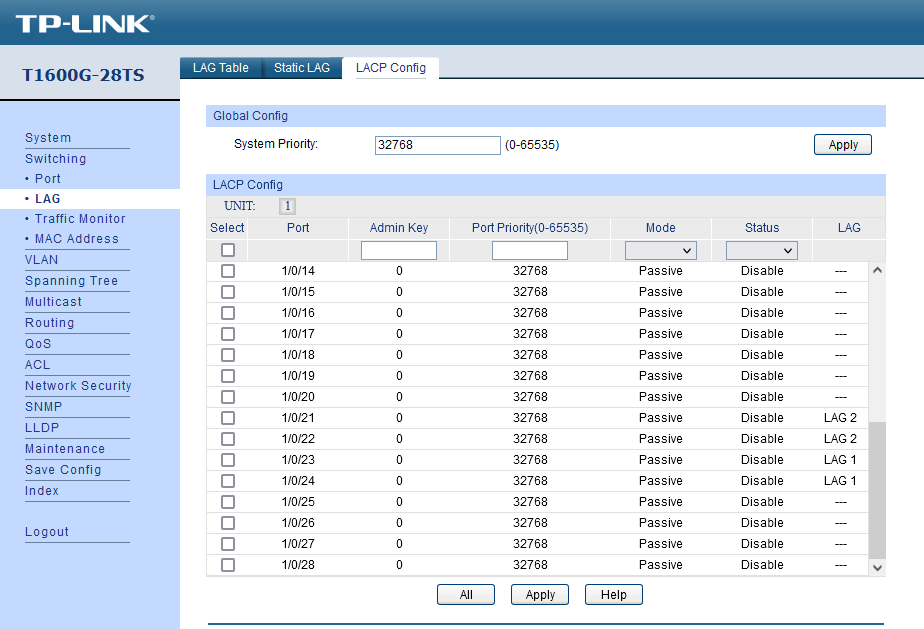 TP-LINK®
T1600G-28TS
LAG Table Static LAG LACP Config
System
Switching
• Port
• LAG
• Traffic Monitor
• MAC Address
VLAN
Spanning Tree
Multicast
Routing
QoS
ACL
Network Security
SNMP
LLDP
Maintenance
Save Config
Index
Logout
Global Config
System Priority: 32768 (0-65535) Apply
LACP Config
UNIT: 1
Select Port Admin Key Port Priority(0-65535) Mode Status LAG
1/0/14 0 32768 Passive Disable ---
1/0/15 0 32768 Passive Disable ---
1/0/16 0 32768 Passive Disable ---
1/0/17 0 32768 Passive Disable ---
1/0/18 0 32768 Passive Disable ---
1/0/19 0 32768 Passive Disable ---
1/0/20 0 32768 Passive Disable ---
1/0/21 0 32768 Passive Disable LAG 2
1/0/22 0 32768 Passive Disable LAG 2
1/0/23 0 32768 Passive Disable LAG 1
1/0/24 0 32768 Passive Disable LAG 1
1/0/25 0 32768 Passive Disable ---
1/0/26 0 32768 Passive Disable ---
1/0/27 0 32768 Passive Disable ---
1/0/28 0 32768 Passive Disable ---
All Apply Help